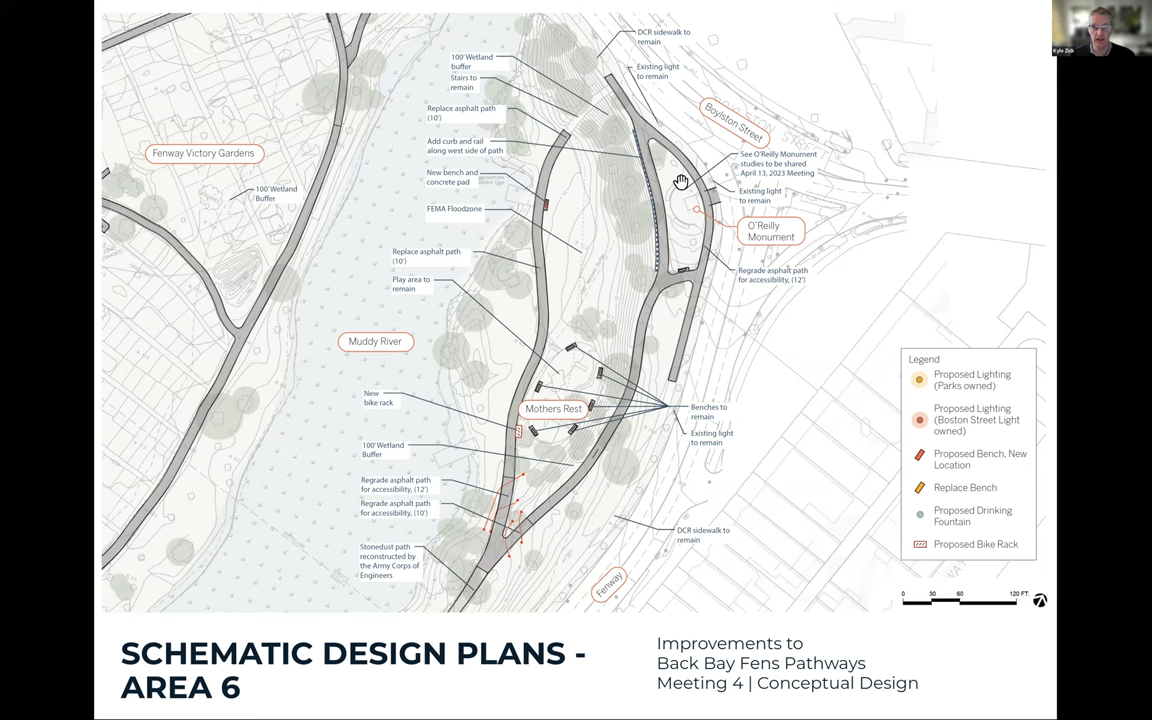 Kyle Zick
DCR sidewalk to
remain
100' Wetland
buffer
Existing light
to remain
Stairs to
remain
Replace asphalt path
(10')
Boylston Street
Add curb and rail
along west side of path
Fenway Victory Gardens
See O'Reilly Monument
studies to be shared
April 13, 2023 Meeting
New bench and
concrete pad
100' Wetland
Buffer
Existing light
to remain
FEMA Floodzone
O'Reilly
Monument
Replace asphalt path
(10')
Regrade asphalt path
for accessibility, (12')
Play area to
remain
Muddy River
Legend
Proposed Lighting
(Parks owned)
Proposed Lighting
(Boston Street Light
owned)
Proposed Bench, New
Location
Replace Bench
Proposed Drinking
Fountain
Proposed Bike Rack
New
bike rack
Mothers Rest
Benches to
remain
Existing light
to remain
100' Wetland
Buffer
Regrade asphalt path
for accessibility, (12')
Regrade asphalt path
for accessibility, (10')
DCR sidewalk to
remain
Stonedust path
reconstructed by
the Army Corps of
Engineers
Fenway
0 30 60 120 FT.
SCHEMATIC DESIGN PLANS -
AREA 6
Improvements to
Back Bay Fens Pathways
Meeting 4 | Conceptual Design